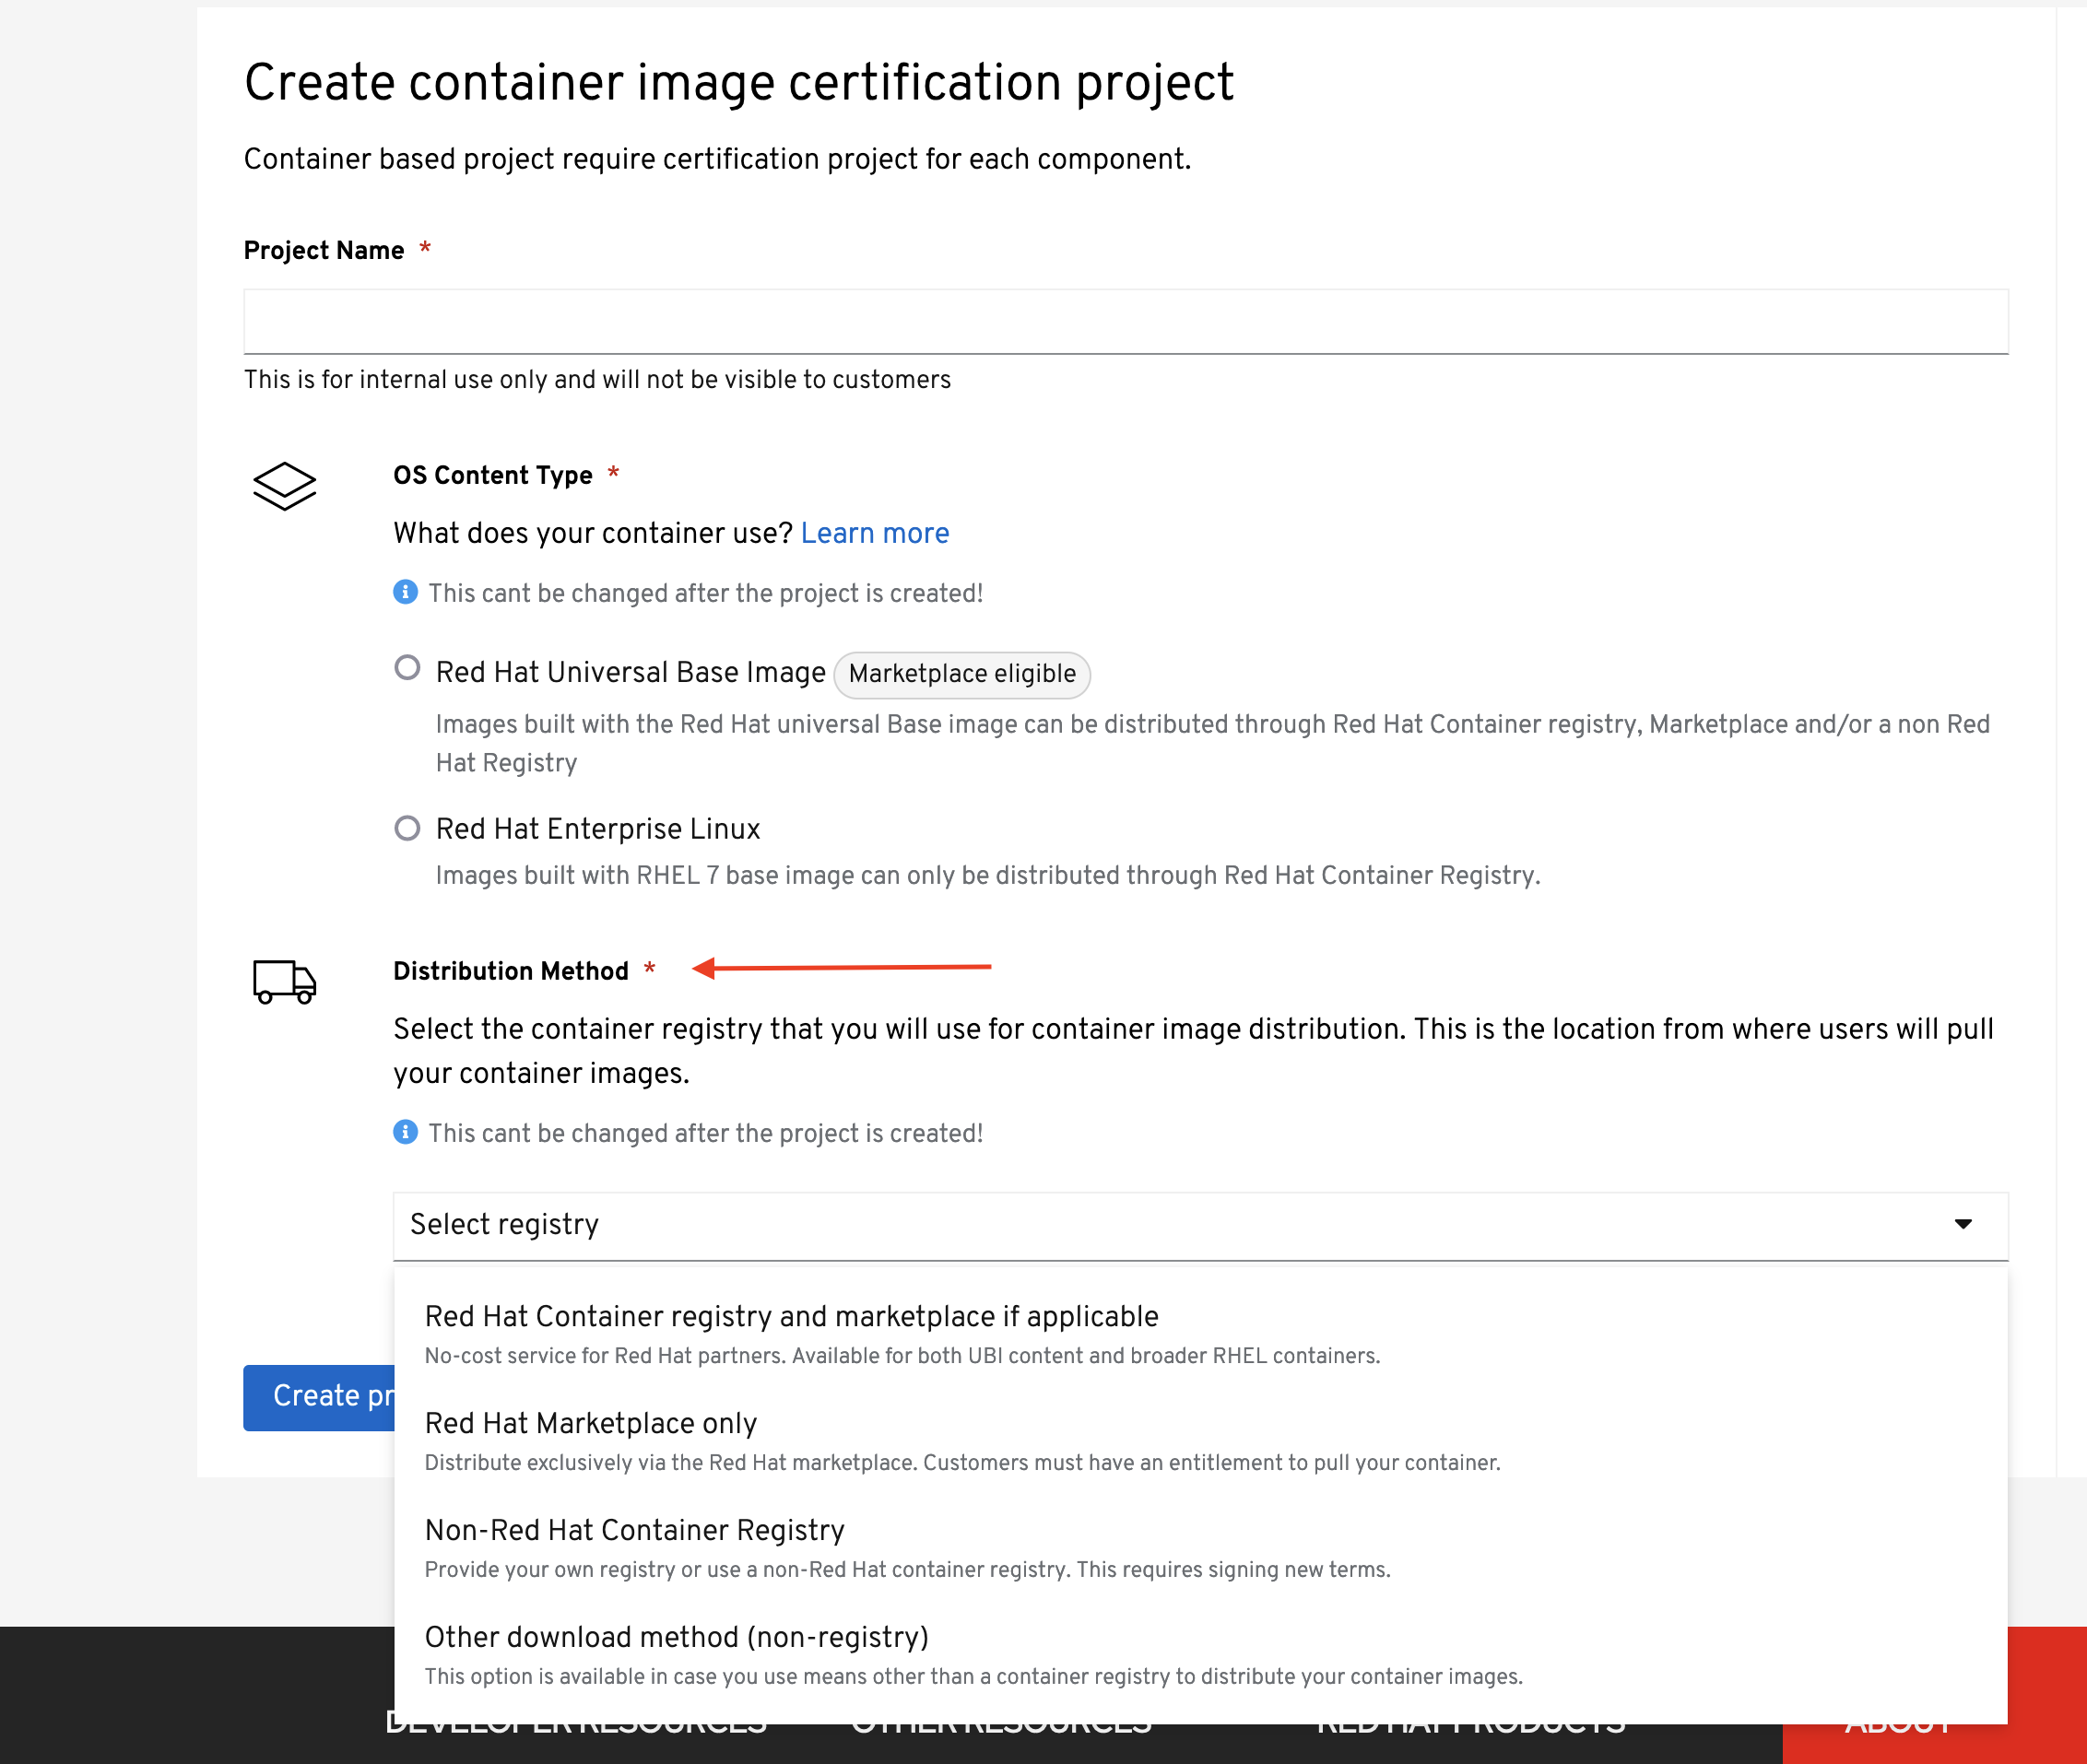 Create container image certification project
Container based project require certification project for each component.
Project Name *
This is for internal use only and will not be visible to customers
OS Content Type *
What does your container use? Learn more
This cant be changed after the project is created!
Red Hat Universal Base Image Marketplace eligible
Images built with the Red Hat universal Base image can be distributed through Red Hat Container registry, Marketplace and/or a non Red
Hat Registry
Red Hat Enterprise Linux
Images built with RHEL 7 base image can only be distributed through Red Hat Container Registry.
Distribution Method *
Select the container registry that you will use for container image distribution. This is the location from where users will pull
your container images.
This cant be changed after the project is created!
Select registry
Red Hat Container registry and marketplace if applicable
No-cost service for Red Hat partners. Available for both UBI content and broader RHEL containers.
Create pr
Red Hat Marketplace only
Distribute exclusively via the Red Hat marketplace. Customers must have an entitlement to pull your container.
Non-Red Hat Container Registry
Provide your own registry or use a non-Red Hat container registry. This requires signing new terms.
Other download method (non-registry)
This option is available in case you use means other than a container registry to distribute your container images.
DEVELOPER RESOURCES OTHER RESOURCES RED HAT PRODUCTS ABOUT